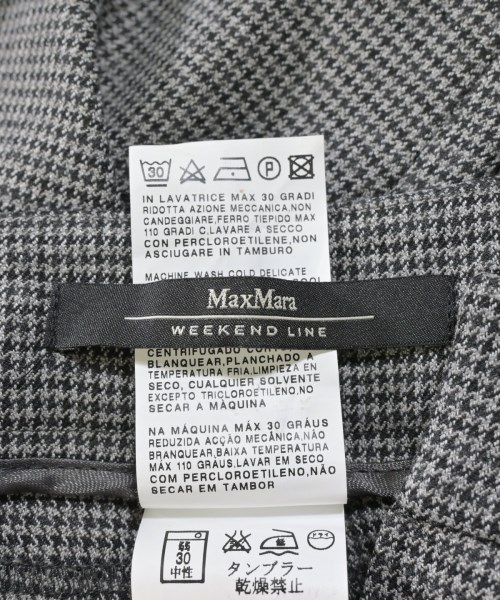 30 P
IN LAVATRICE MAX 30 GRADI
RIDOTTA AZIONE MECCANICA,NON
CANDEGGIARE,FERRO TIEPIDO MAX
110 GRADI C,LAVARE A SECCO
CON PERCLOROETILENE,NON
ASCIUGARE IN TAMBURO
MACHINE WASH COLD DELICATE
MaxMara
WEEKEND LINE
CENTRIFUGADO
BLANQUEAR,PLANCHADO A
TEMPERATURA FRIA,LIMPIEZA EN
SECO, CUALQUIER SOLVENTE
EXCEPTO TRICLOROETILENO,NO
SECAR A MÁQUINA
NA MÁQUINA MÁX 30 GRÁUS
REDUZIDA ACÇÃO MECÂNICA,NÃO
BRANQUEAR,BAIXA TEMPERATURA
MÁX 110 GRAUS,LAVAR EM SECO
COM PERCLOROETILENO,NÃO
SECAR EM TAMBOR
30
中性
タンブラー
乾燥禁止